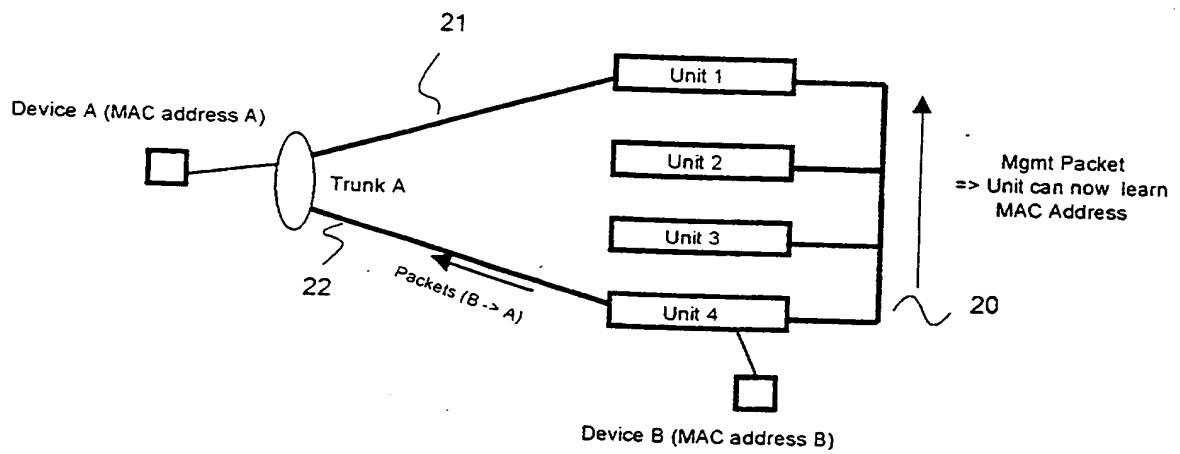 21
Unit 1
Device A (MAC address A)
Unit 2
Mgmt Packet
=> Unit can now learn
MAC Address
Trunk A
Unit 3
22
Packets (B -> A)
Unit 4
20
Device B (MAC address B)